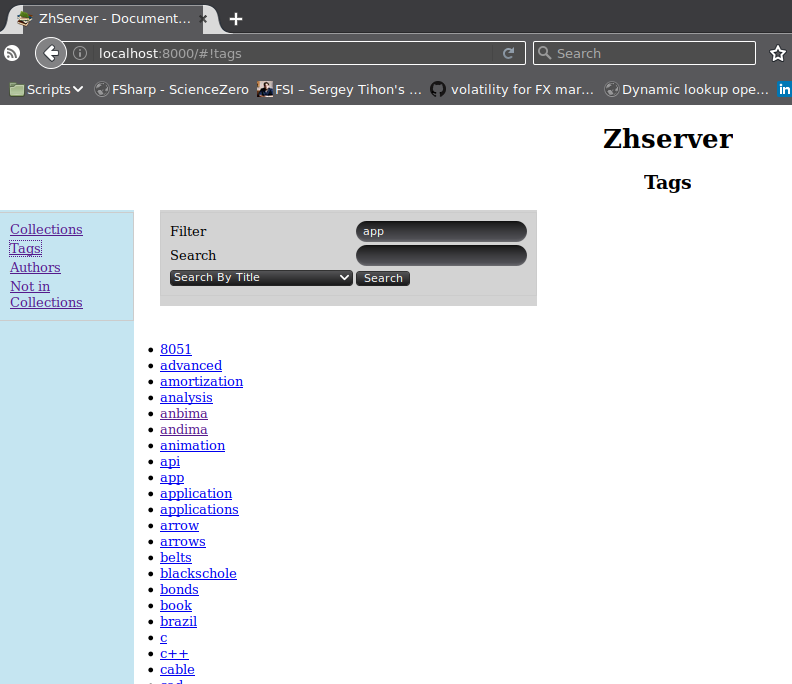 ZhServer - Document...
localhost:8000/#!tags
Search
Scripts
FSharp - ScienceZero
FSI – Sergey Tihon's ...
volatility for FX mar...
Dynamic lookup ope...
in
Zhserver
Tags
Collections
Tags
Authors
Not in
Collections
Filter
app
Search
Search By Title
Search
8051
advanced
amortization
analysis
anbima
andima
animation
api
app
application
applications
arrow
arrows
belts
blackschole
bonds
book
brazil
c
c++
cable